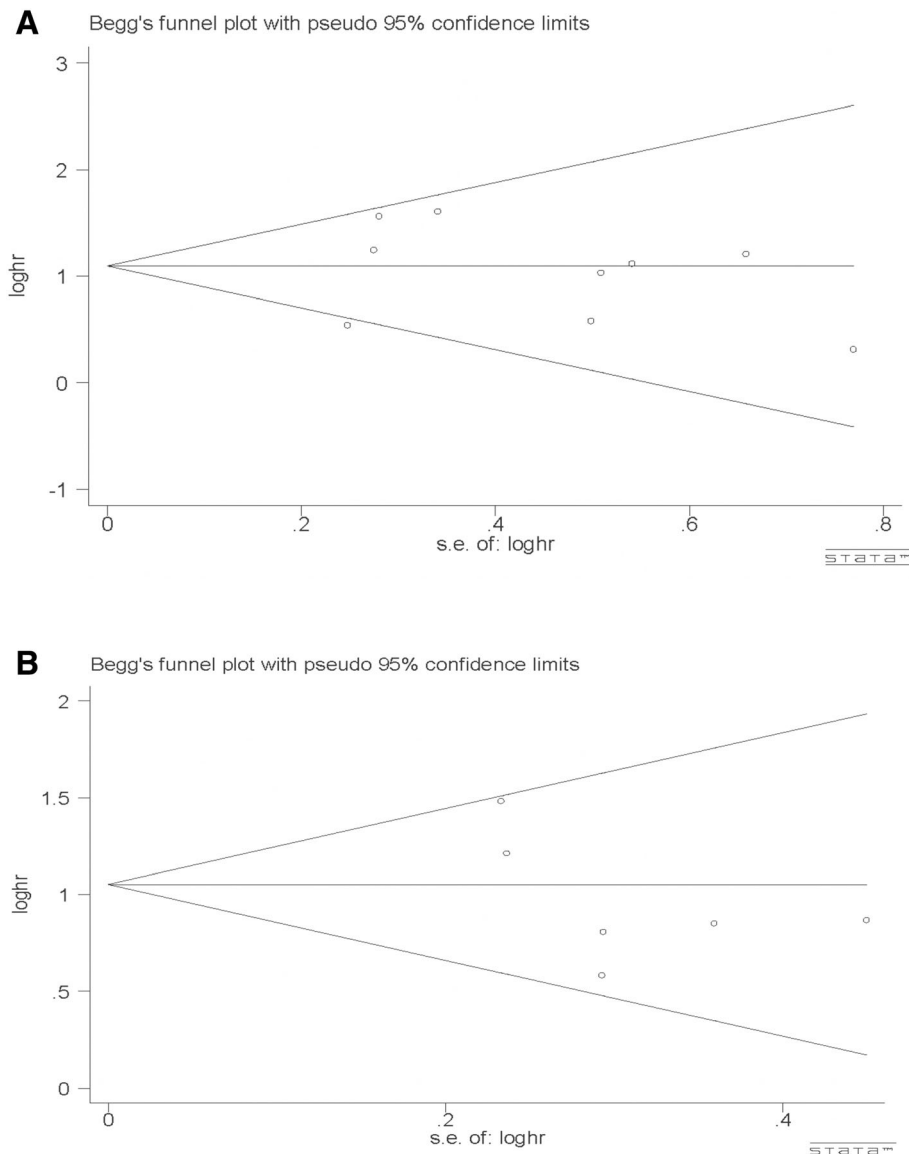 A
Begg's funnel plot with pseudo 95% confidence limits
3
2
1
0
-1
loghr
0 .2 .4 .6 .8
s.e. of: loghr
STATA™
B
Begg's funnel plot with pseudo 95% confidence limits
2
1.5
1
.5
0
loghr
0 .2 .4
s.e. of: loghr
STATA™